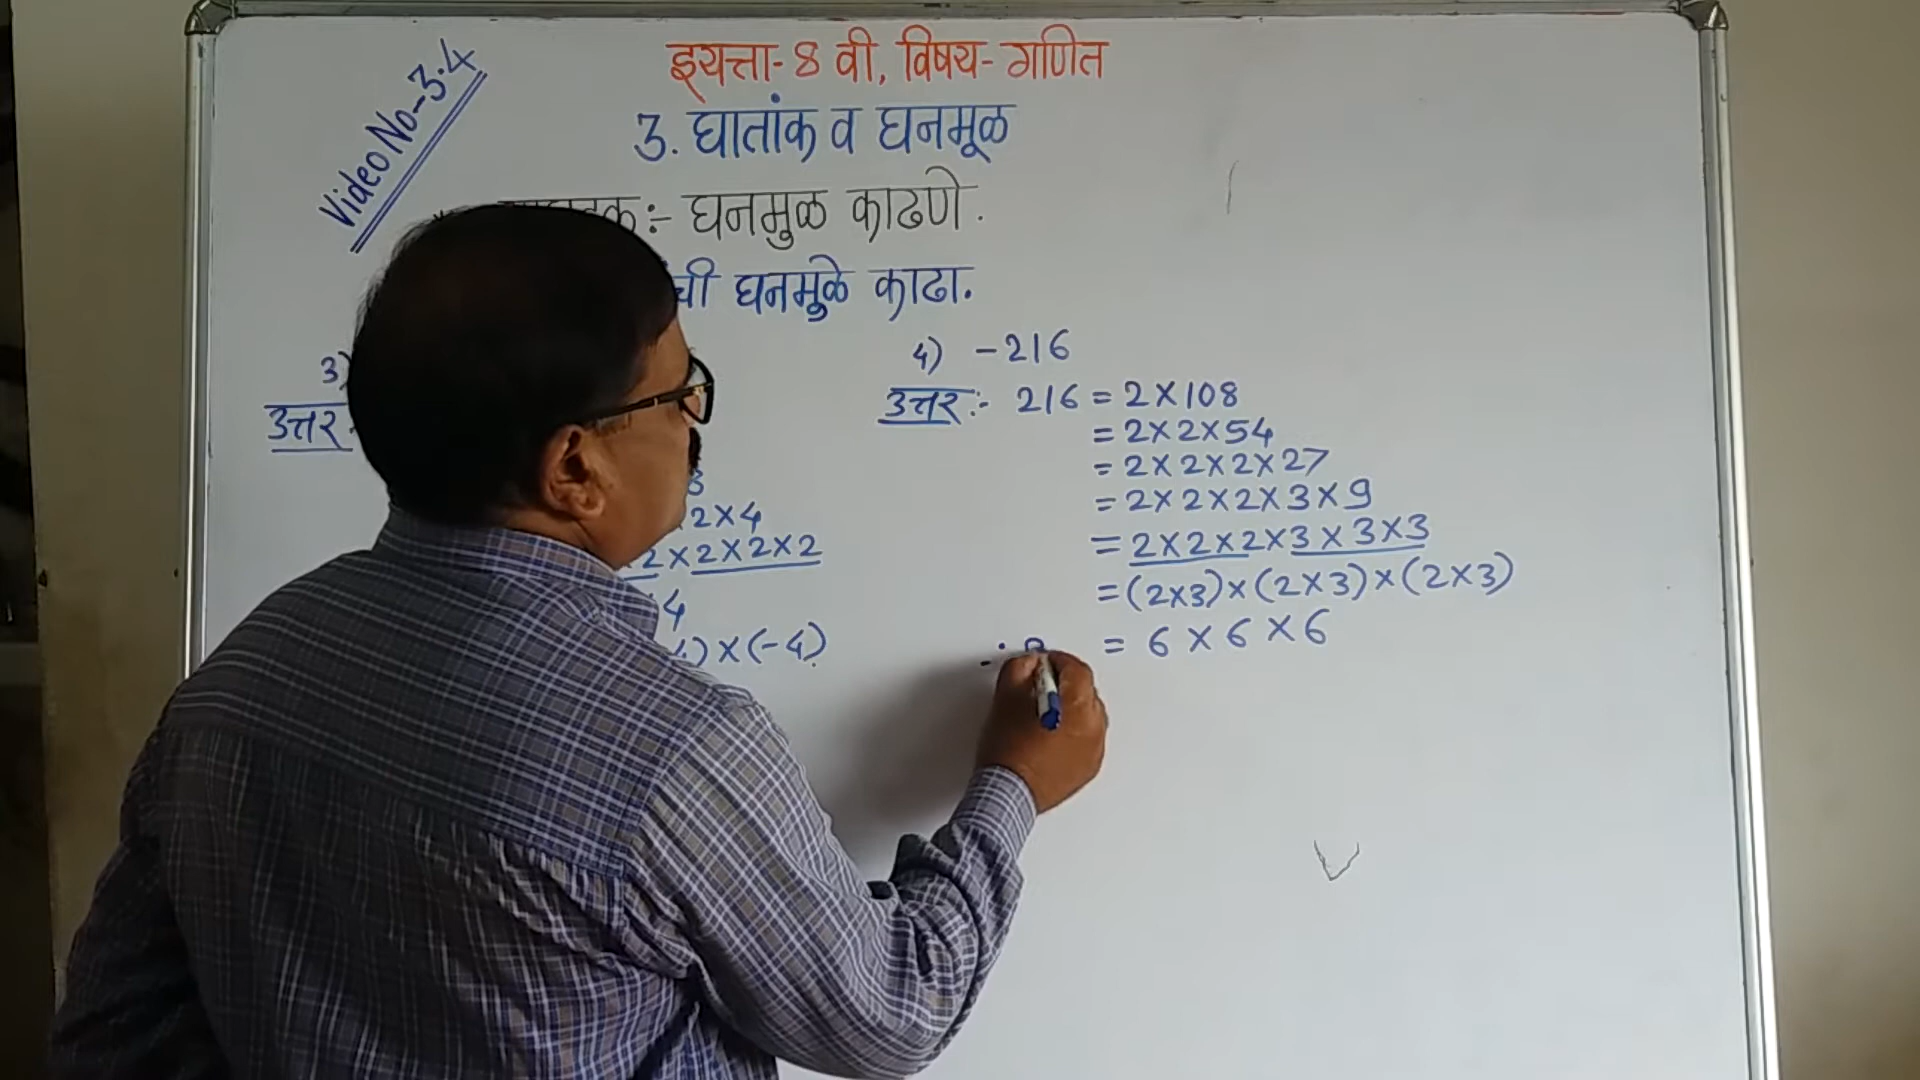 Video No-3.4
इयत्ता-8 वी, विषय-गणित
3. घातांक व घनमूळ
:- घनमुळ काढणे.
ची घनमुळे काढा.
3)
उत्तर:-
2×4
2×2×2×2
4
×(-4)
4) -216
उत्तर:- 216 = 2×108
= 2×2×54
= 2×2×2×27
= 2×2×2×3×9
= 2×2×2×3×3×3
= (2×3)×(2×3)×(2×3)
= 6×6×6